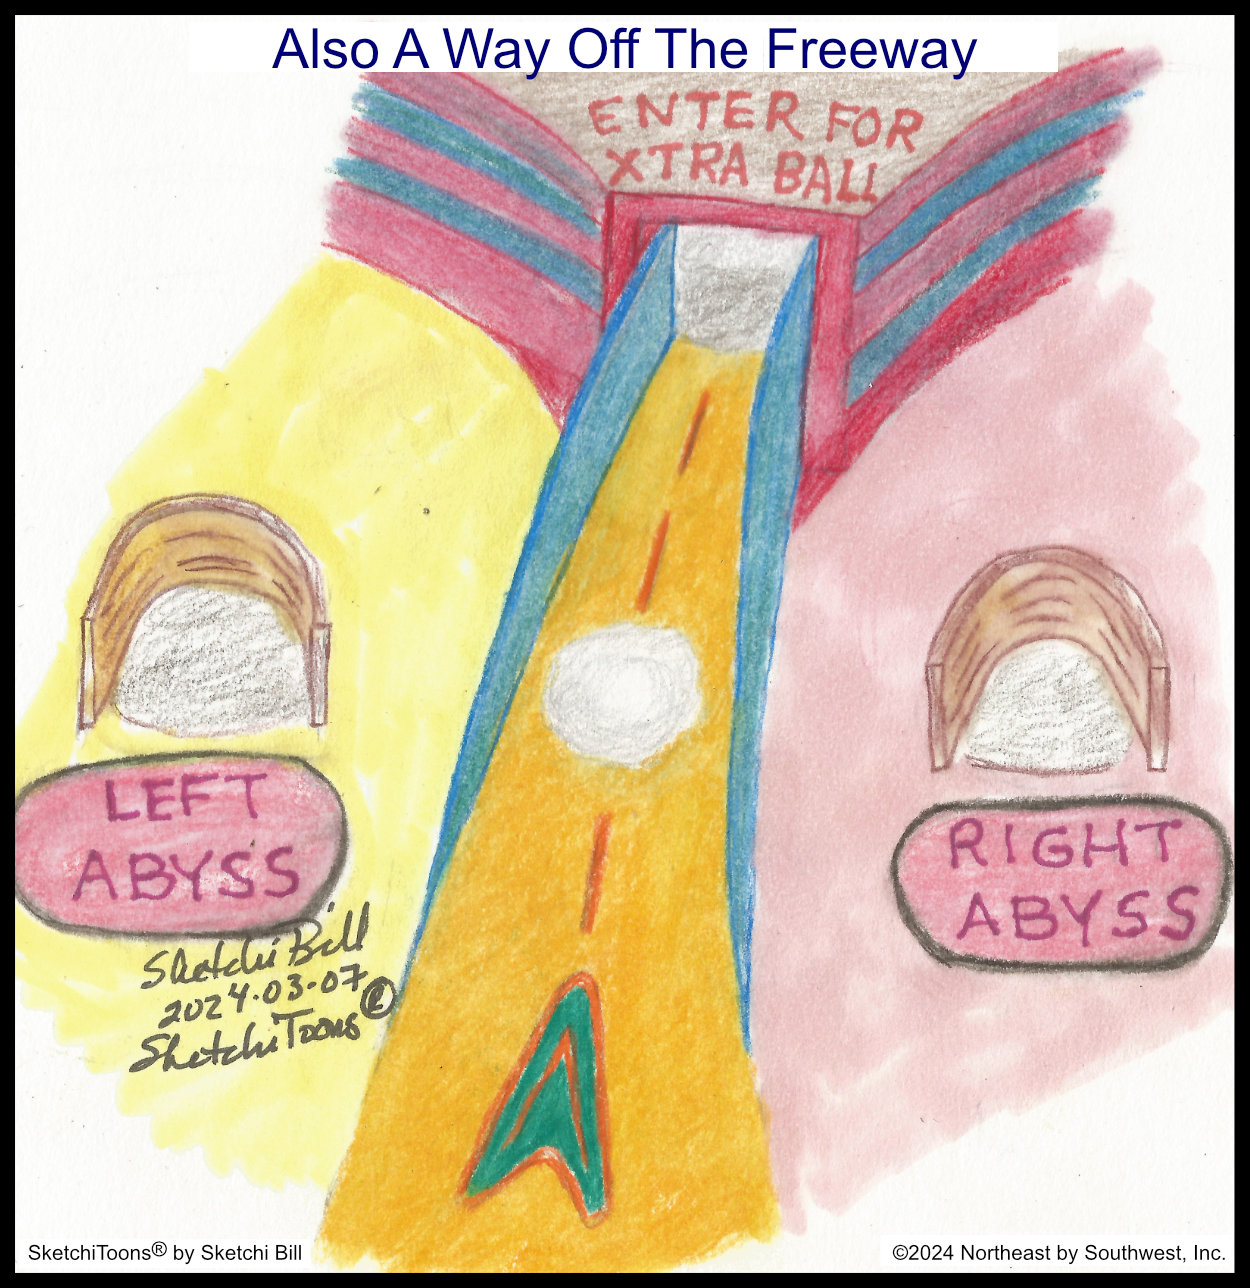 Also A Way Off The Freeway
ENTER FOR
XTRA BALL
LEFT
ABYSS
RIGHT
ABYSS
Sketchi Bill
2024.03.07
SketchiToons®
SketchiToons® by Sketchi Bill
©2024 Northeast by Southwest, Inc.